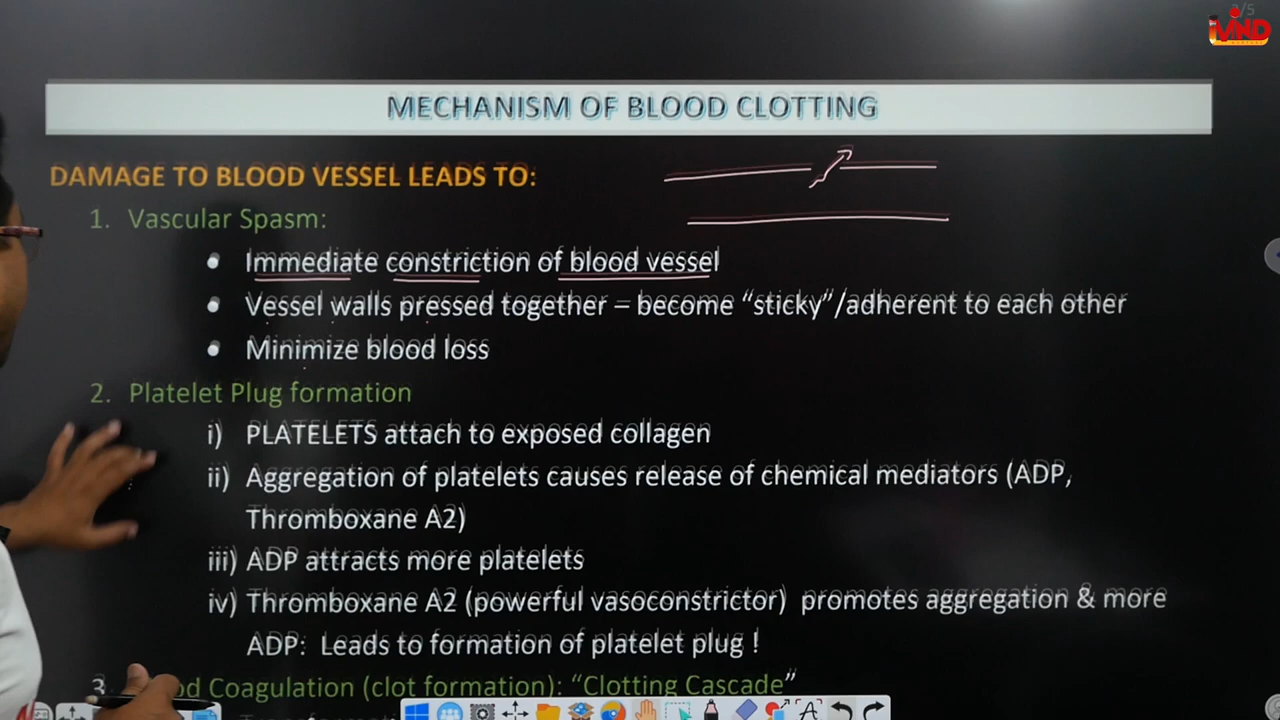 2/5
iVIND
MECHANISM OF BLOOD CLOTTING
DAMAGE TO BLOOD VESSEL LEADS TO:
1. Vascular Spasm:
• Immediate constriction of blood vessel
• Vessel walls pressed together – become “sticky”/adherent to each other
• Minimize blood loss
2. Platelet Plug formation
i) PLATELETS attach to exposed collagen
ii) Aggregation of platelets causes release of chemical mediators (ADP,
Thromboxane A2)
iii) ADP attracts more platelets
iv) Thromboxane A2 (powerful vasoconstrictor) promotes aggregation & more
ADP: Leads to formation of platelet plug !
3. Coagulation (clot formation): “Clotting Cascade”